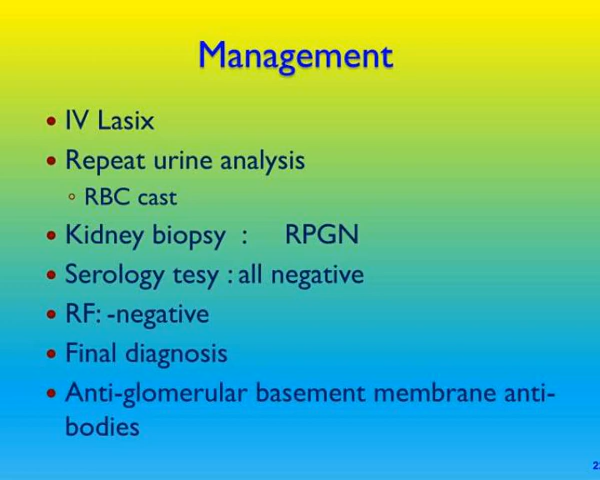 Management
• IV Lasix
• Repeat urine analysis
◦ RBC cast
• Kidney biopsy : RPGN
• Serology tesy : all negative
• RF: -negative
• Final diagnosis
• Anti-glomerular basement membrane anti-
bodies